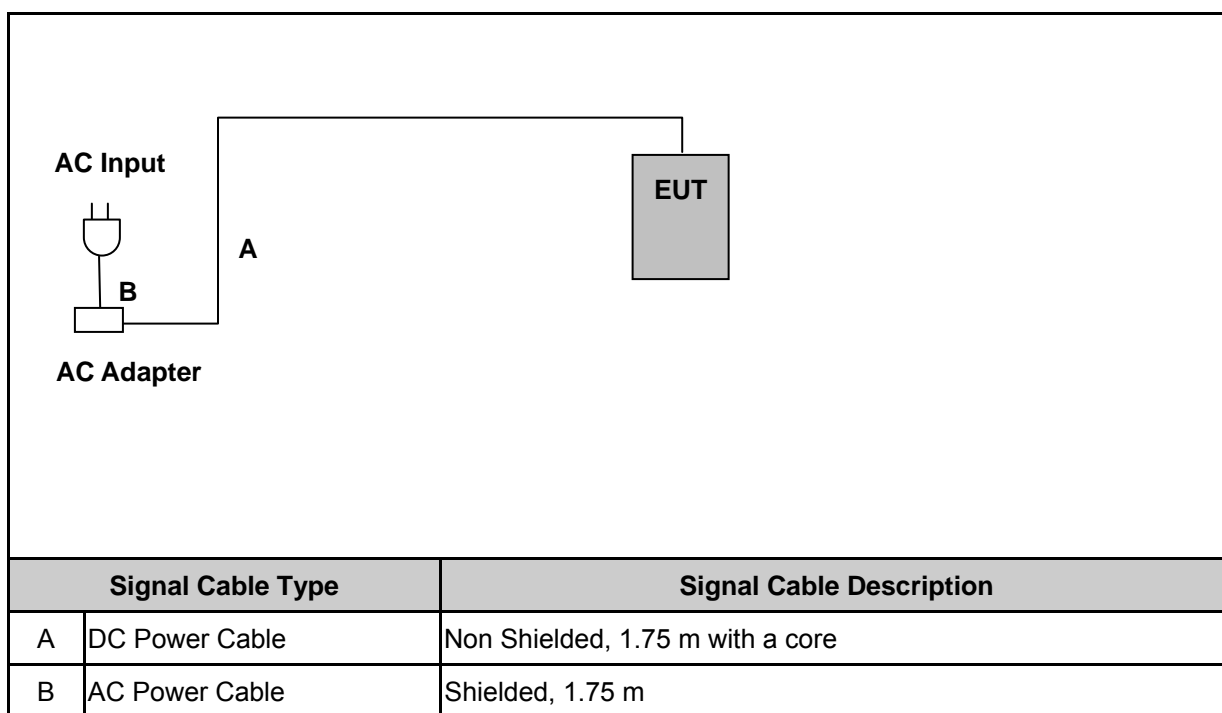 AC Input
EUT
A
B
AC Adapter
Signal Cable Type Signal Cable Description
A DC Power Cable Non Shielded, 1.75 m with a core
B AC Power Cable Shielded, 1.75 m